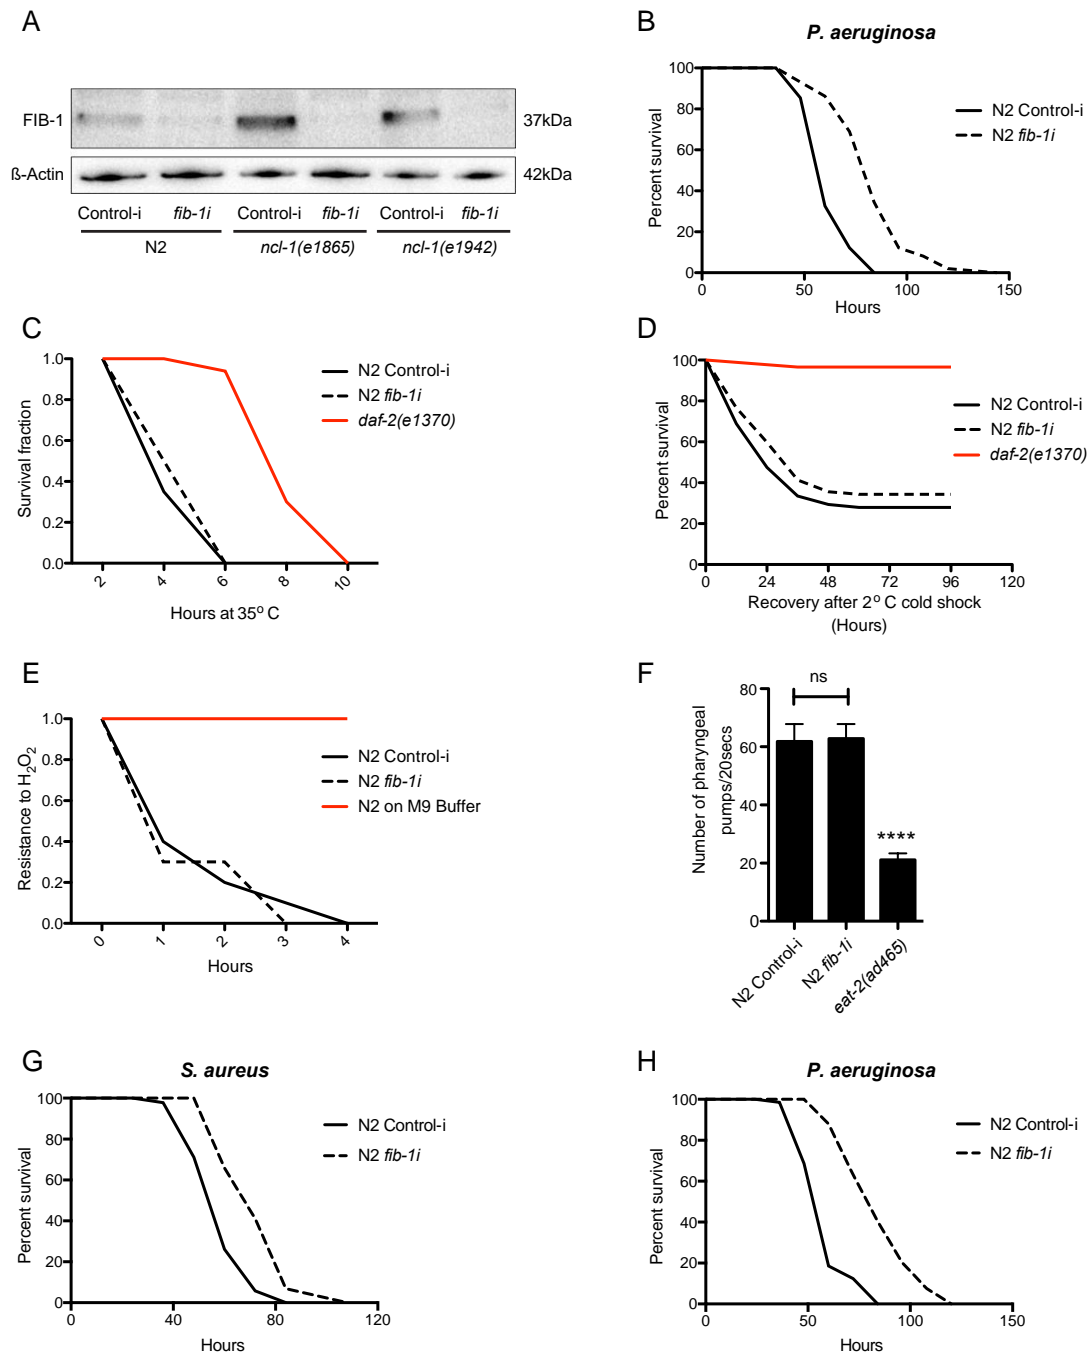 A
FIB-1
37kDa
ß-Actin
42kDa
Control-i fib-1i Control-i fib-1i Control-i fib-1i
N2 ncl-1(e1865) ncl-1(e1942)
B
P. aeruginosa
Percent survival
100
80
60
40
20
0
0 50 100 150
Hours
N2 Control-i
N2 fib-1i
C
Survival fraction
1.0
0.8
0.6
0.4
0.2
0.0
2 4 6 8 10
Hours at 35º C
N2 Control-i
N2 fib-1i
daf-2(e1370)
D
Percent survival
100
80
60
40
20
0
0 24 48 72 96 120
Recovery after 2º C cold shock
(Hours)
N2 Control-i
N2 fib-1i
daf-2(e1370)
E
Resistance to H₂O₂
1.0
0.8
0.6
0.4
0.2
0.0
0 1 2 3 4
Hours
N2 Control-i
N2 fib-1i
N2 on M9 Buffer
F
Number of pharyngeal
pumps/20secs
80
60
40
20
0
ns
****
N2 Control-i
N2 fib-1i
eat-2(ad465)
G
S. aureus
Percent survival
100
80
60
40
20
0
0 40 80 120
Hours
N2 Control-i
N2 fib-1i
H
P. aeruginosa
Percent survival
100
80
60
40
20
0
0 50 100 150
Hours
N2 Control-i
N2 fib-1i